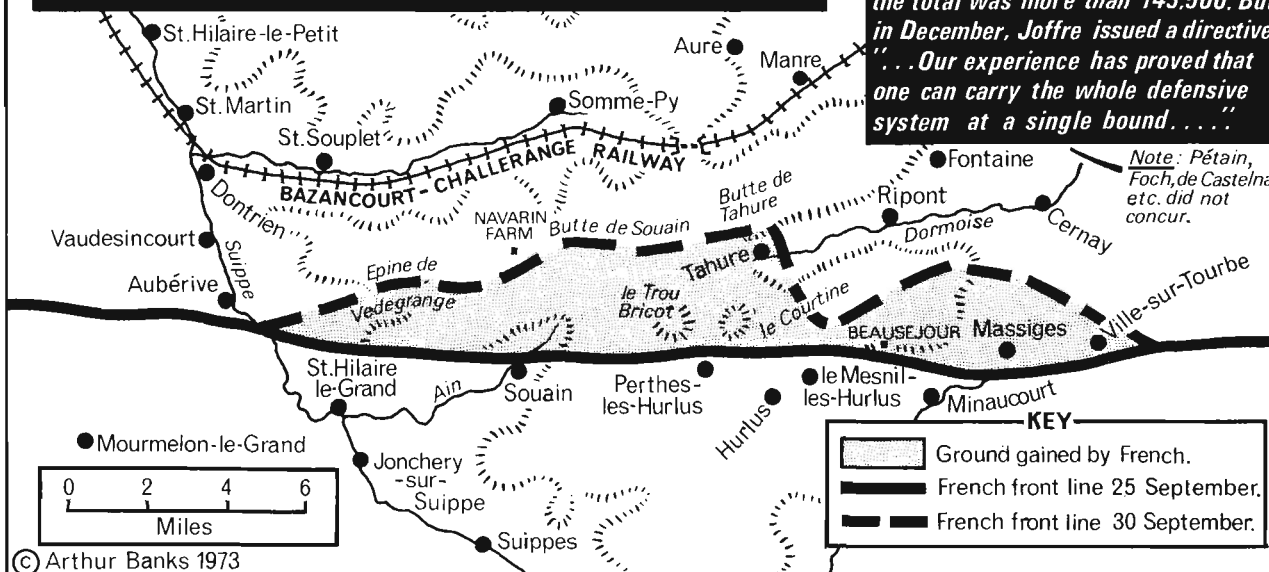 the total was more than 145,500. But
in December, Joffre issued a directive
"...Our experience has proved that
one can carry the whole defensive
system at a single bound....."
Note: Pétain,
Foch, de Castelna
etc. did not
concur.
St.Hilaire-le-Petit
Aure
Manre
St.Martin
Somme-Py
St.Souplet
BAZANCOURT-CHALLERANGE RAILWAY
Fontaine
Dontrien
NAVARIN
FARM
Butte de Souain
Butte de
Tahure
Ripont
Dormoise
Cernay
Vaudesincourt
Suippe
Aubérive
Epine de
Vedegrange
Tahure
le Trou
Bricot
le Courtine
BEAUSEJOUR
Massiges
Ville-sur-Tourbe
St.Hilaire
le-Grand
Ain
Souain
Perthes-
les-Hurlus
Hurlus
le Mesnil-
les-Hurlus
Minaucourt
Mourmelon-le-Grand
Jonchery
-sur-
Suippe
Suippes
0 2 4 6
Miles
KEY
Ground gained by French.
French front line 25 September.
French front line 30 September.
© Arthur Banks 1973